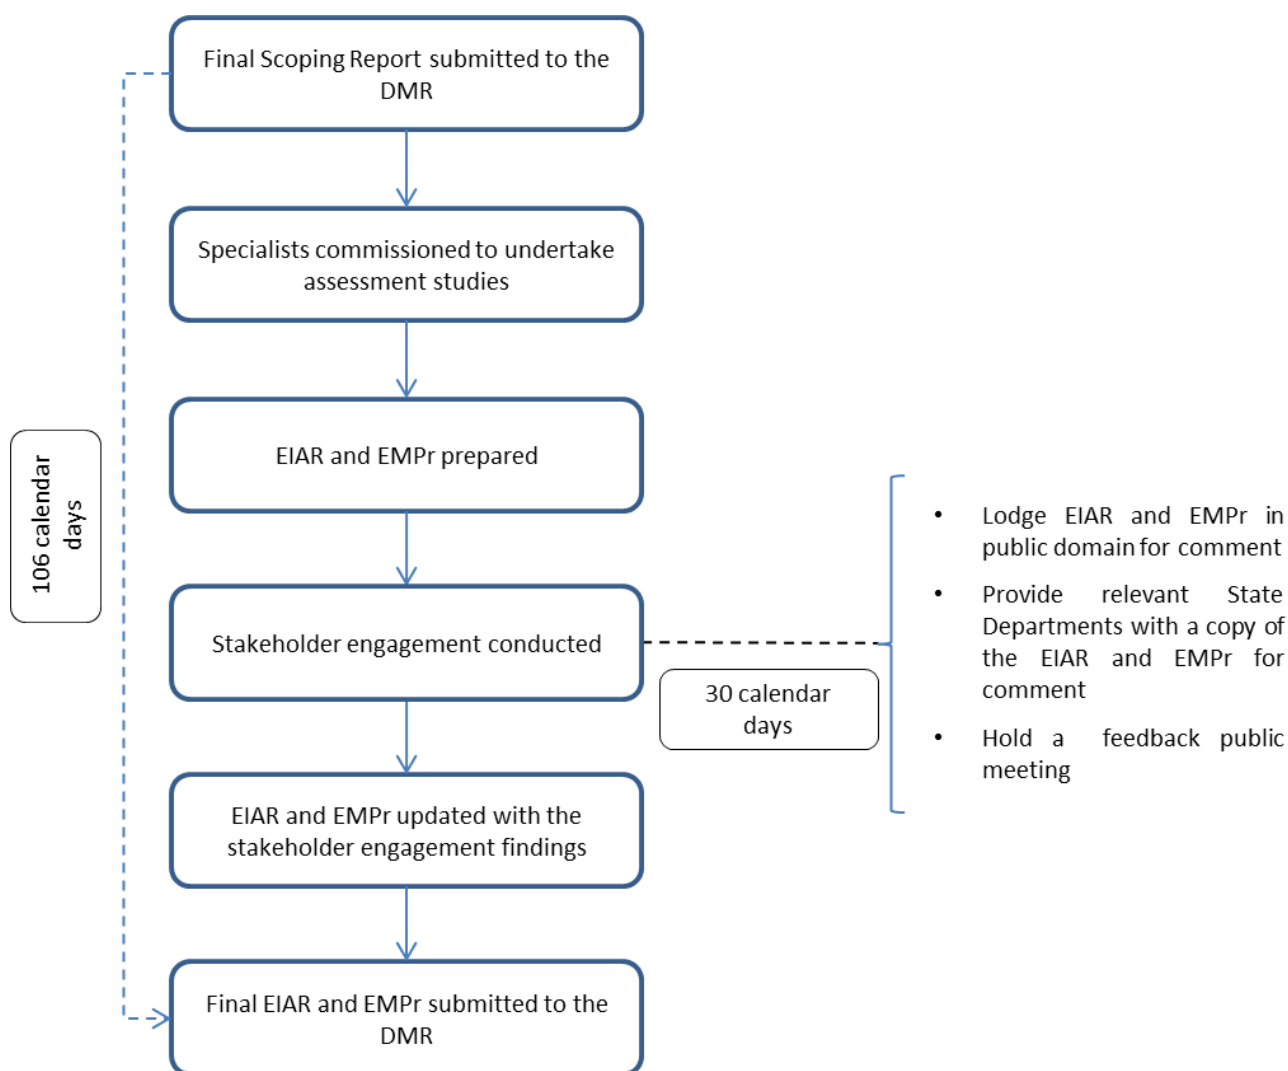 Final Scoping Report submitted to the
DMR
Specialists commissioned to undertake
assessment studies
EIAR and EMPr prepared
106 calendar
days
Stakeholder engagement conducted
30 calendar
days
• Lodge EIAR and EMPr in
public domain for comment
• Provide relevant State
Departments with a copy of
the EIAR and EMPr for
comment
• Hold a feedback public
meeting
EIAR and EMPr updated with the
stakeholder engagement findings
Final EIAR and EMPr submitted to the
DMR